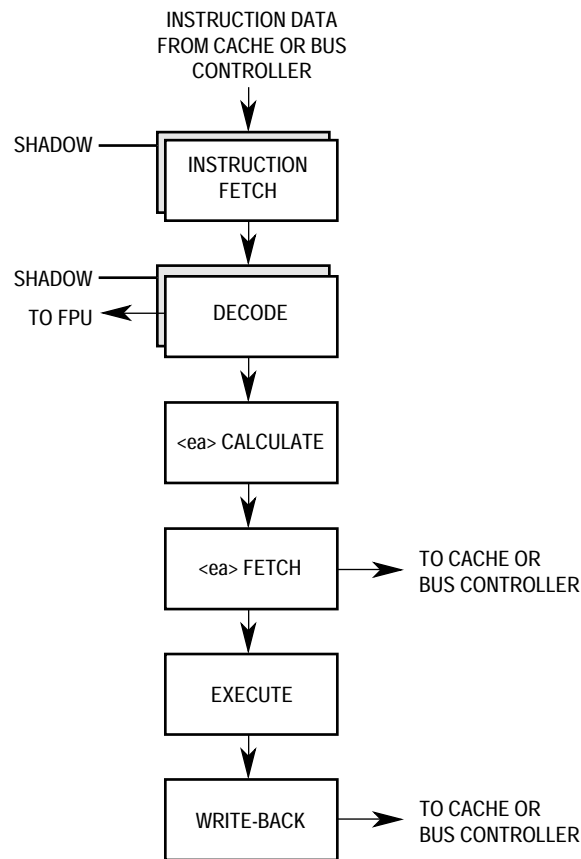 INSTRUCTION DATA
FROM CACHE OR BUS
CONTROLLER
SHADOW
INSTRUCTION
FETCH
SHADOW
TO FPU
DECODE
<ea> CALCULATE
<ea> FETCH
TO CACHE OR
BUS CONTROLLER
EXECUTE
WRITE-BACK
TO CACHE OR
BUS CONTROLLER